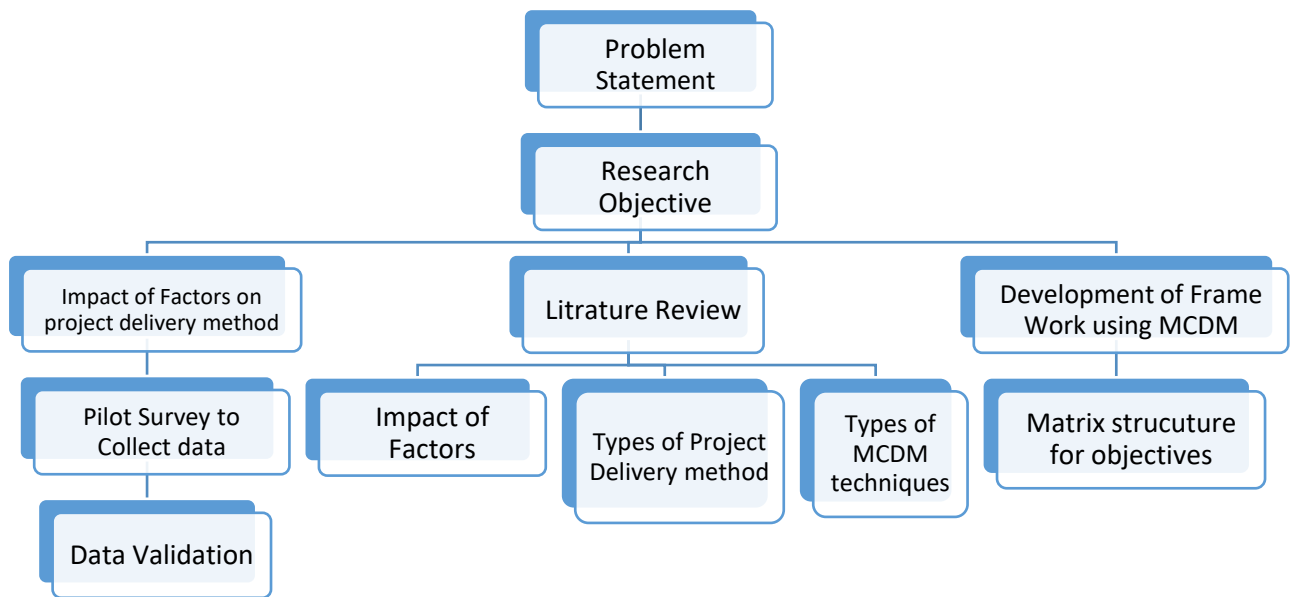 Problem
Statement
Research
Objective
Impact of Factors on
project delivery method
Litrature Review
Development of Frame
Work using MCDM
Pilot Survey to
Collect data
Impact of
Factors
Types of Project
Delivery method
Types of
MCDM
techniques
Matrix strucuture
for objectives
Data Validation